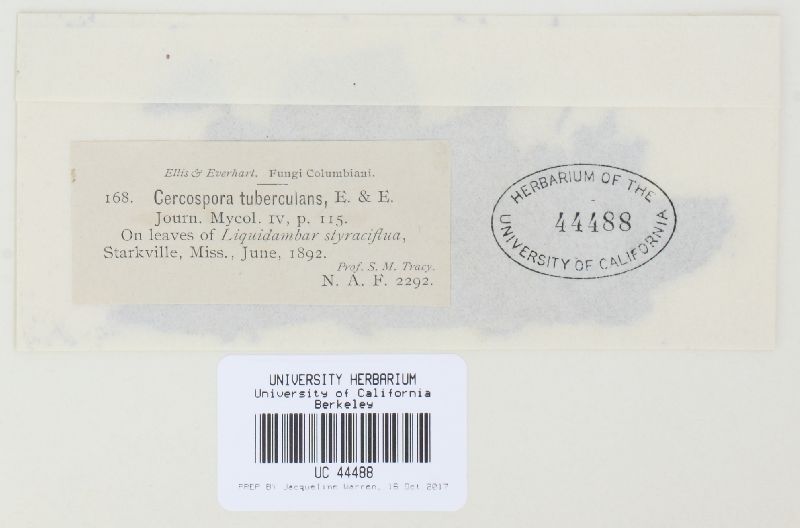 Ellis & Everhart. Fungi Columbiani.
168. Cercospora tuberculans, E. & E.
Journ. Mycol. IV, p. 115.
On leaves of Liquidambar styraciflua,
Starkville, Miss., June, 1892.
Prof. S. M. Tracy.
N. A. F. 2292.
HERBARIUM OF THE
44488
UNIVERSITY OF CALIFORNIA
UNIVERSITY HERBARIUM
University of California
Berkeley
UC 44488
PREP BY Jacqueline Warren, 16 Oct 2017